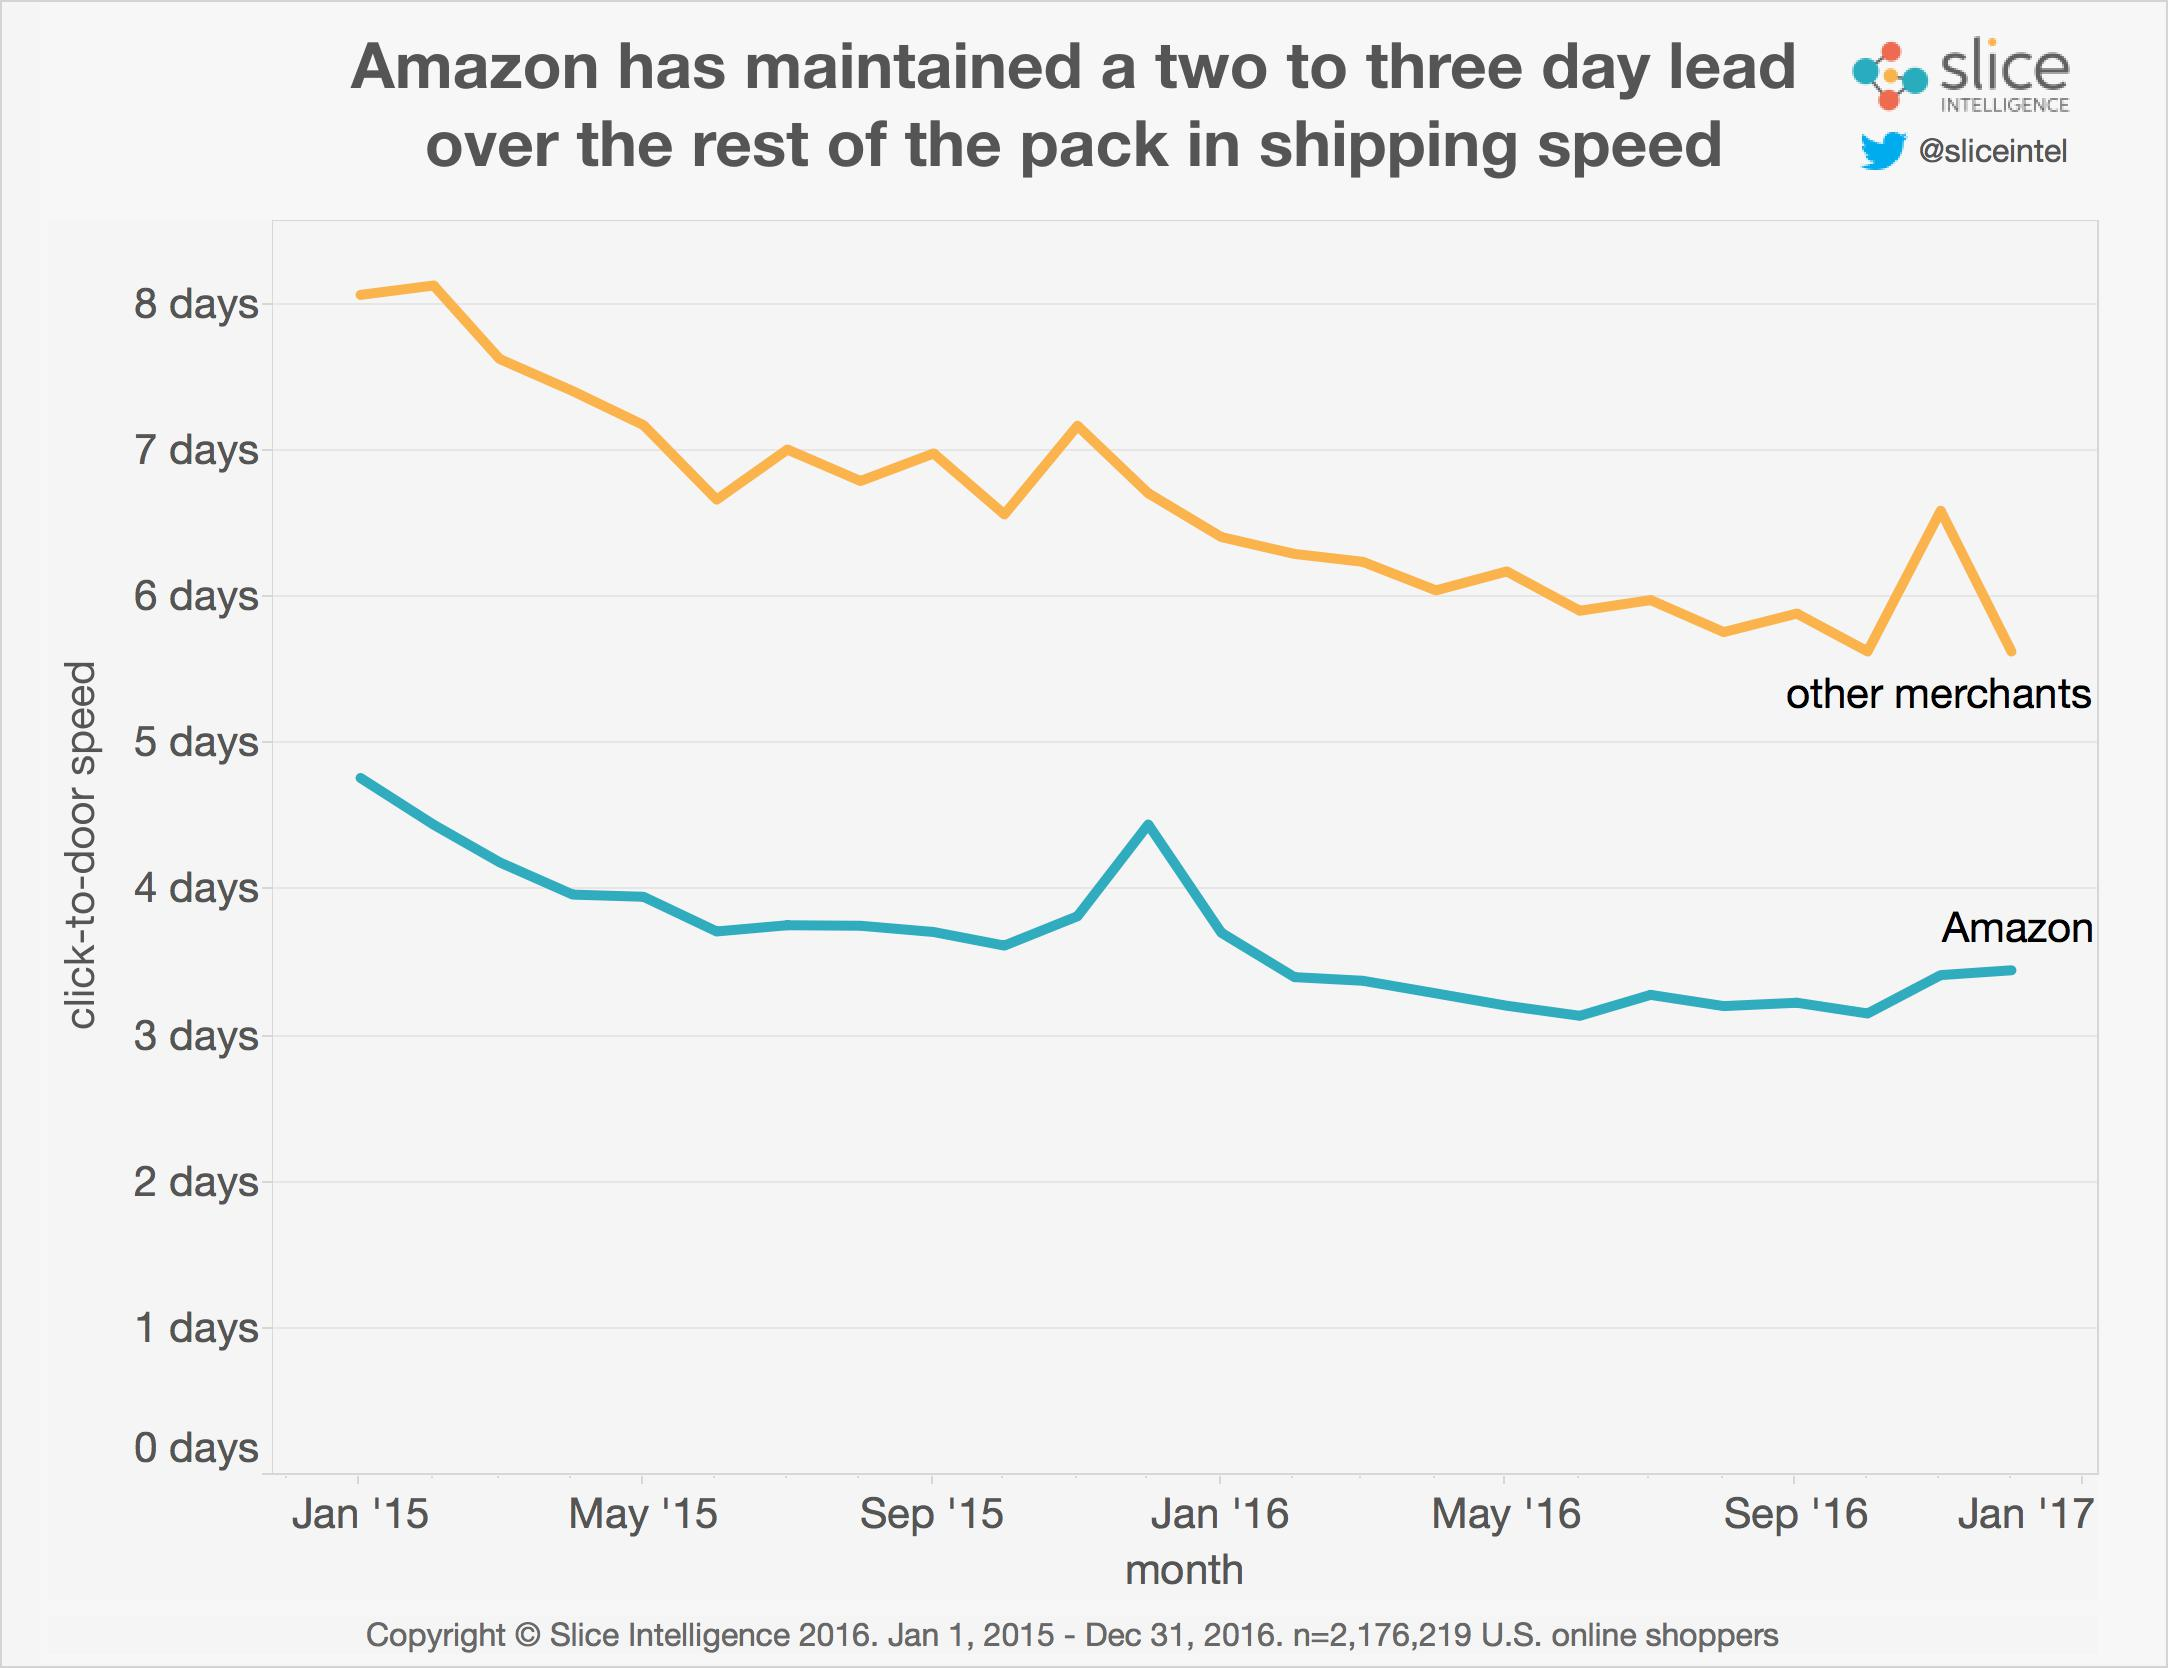 Amazon has maintained a two to three day lead
over the rest of the pack in shipping speed
slice
INTELLIGENCE
@sliceintel
click-to-door speed
8 days
7 days
6 days
5 days
4 days
3 days
2 days
1 days
0 days
other merchants
Amazon
Jan '15
May '15
Sep '15
Jan '16
May '16
Sep '16
Jan '17
month
Copyright © Slice Intelligence 2016. Jan 1, 2015 - Dec 31, 2016. n=2,176,219 U.S. online shoppers